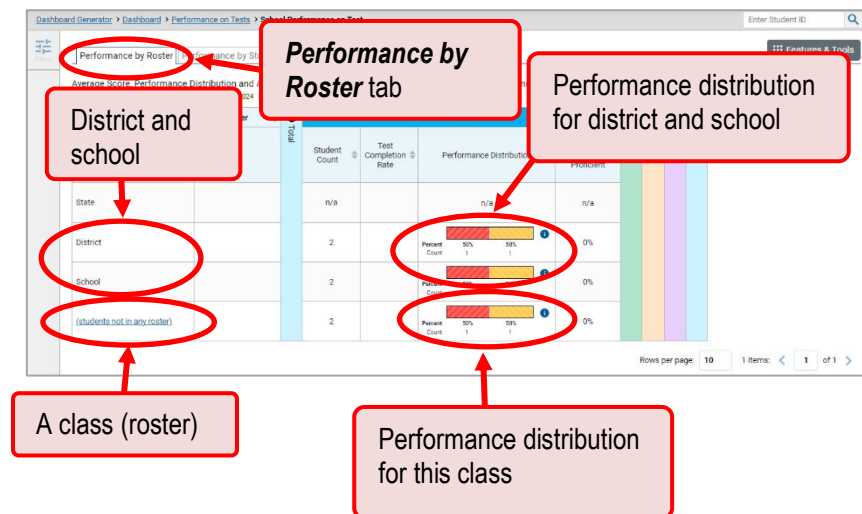 Dashboard Generator > Dashboard > Performance on Tests > School Performance on Test
Enter Student ID
Features & Tools
Performance by Roster
Performance by
Performance by
Roster tab
Average Score, Performance Distribution and
2024
District and
school
Performance distribution
for district and school
Total
Student
Count
Test
Completion
Rate
Performance Distribution
Proficient
State
n/a
n/a
n/a
District
2
Percent 50% 50%
Count 1 1
0%
School
2
Percent
0%
(students not in any roster)
2
Percent 50% 50%
Count 1 1
0%
Rows per page: 10 1 items: < 1 of 1 >
A class (roster)
Performance distribution
for this class